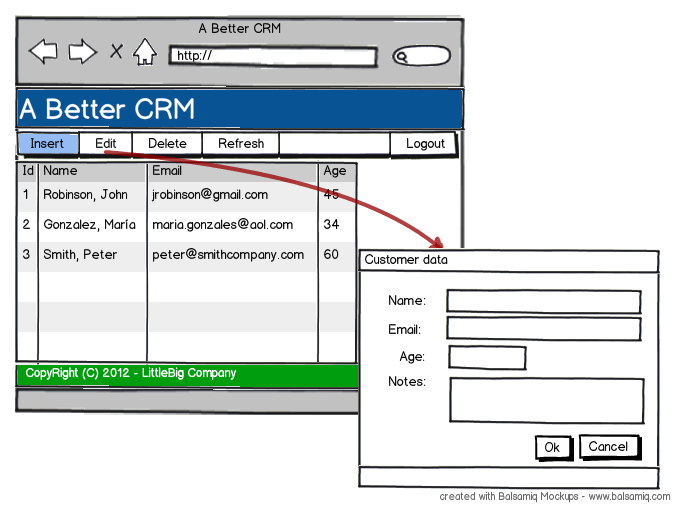 A Better CRM
http://
A Better CRM
Insert Edit Delete Refresh Logout
Id Name Email Age
1 Robinson, John jrobinson@gmail.com 45
2 Gonzalez, María maria.gonzales@aol.com 34
3 Smith, Peter peter@smithcompany.com 60
Customer data
Name:
Email:
Age:
Notes:
Ok Cancel
CopyRight (C) 2012 - LittleBig Company
created with Balsamiq Mockups - www.balsamiq.com